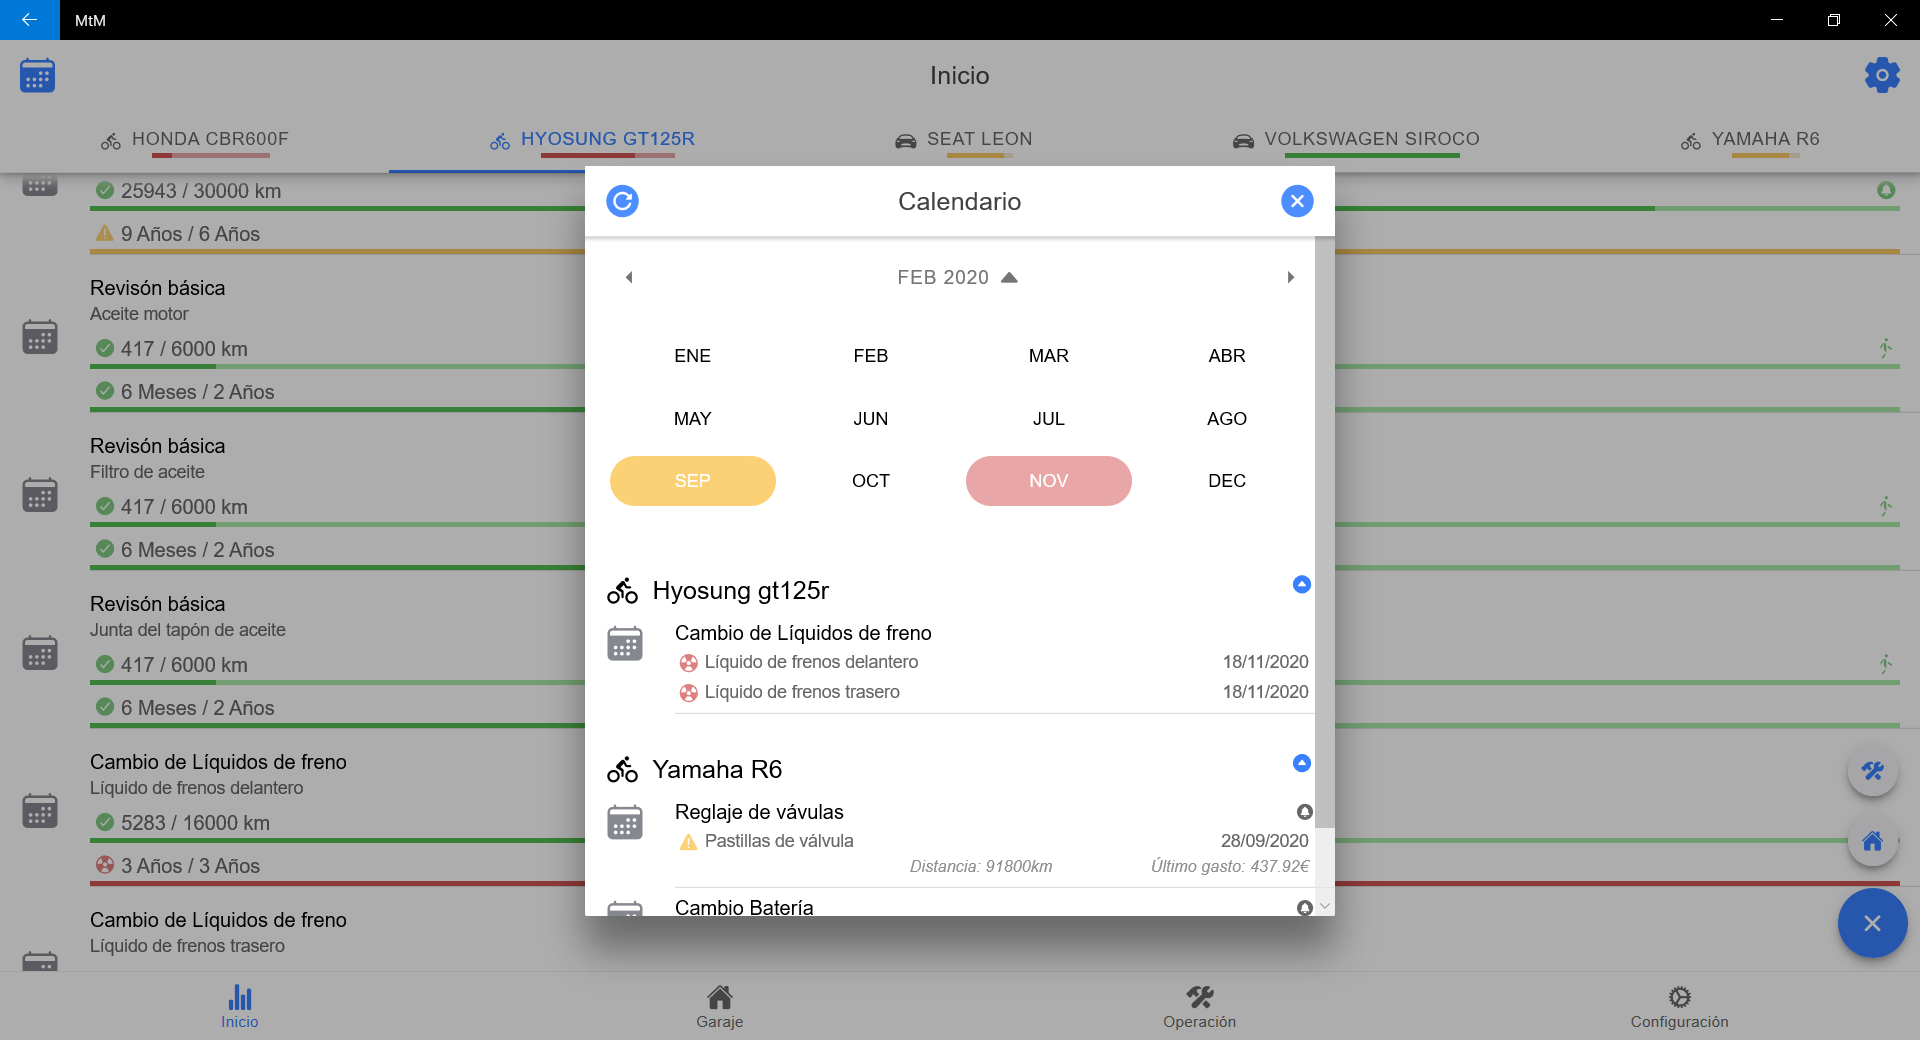 MtM
Inicio
HONDA CBR600F
HYOSUNG GT125R
SEAT LEON
VOLKSWAGEN SIROCO
YAMAHA R6
25943 / 30000 km
9 Años / 6 Años
Revisón básica
Aceite motor
417 / 6000 km
6 Meses / 2 Años
Revisón básica
Filtro de aceite
417 / 6000 km
6 Meses / 2 Años
Revisón básica
Junta del tapón de aceite
417 / 6000 km
6 Meses / 2 Años
Cambio de Líquidos de freno
Líquido de frenos delantero
5283 / 16000 km
3 Años / 3 Años
Cambio de Líquidos de freno
Líquido de frenos trasero
Calendario
FEB 2020
ENE FEB MAR ABR
MAY JUN JUL AGO
SEP OCT NOV DEC
Hyosung gt125r
Cambio de Líquidos de freno
Líquido de frenos delantero 18/11/2020
Líquido de frenos trasero 18/11/2020
Yamaha R6
Reglaje de vávulas
Pastillas de válvula 28/09/2020
Distancia: 91800km Último gasto: 437.92€
Cambio Batería
Inicio
Garaje
Operación
Configuración